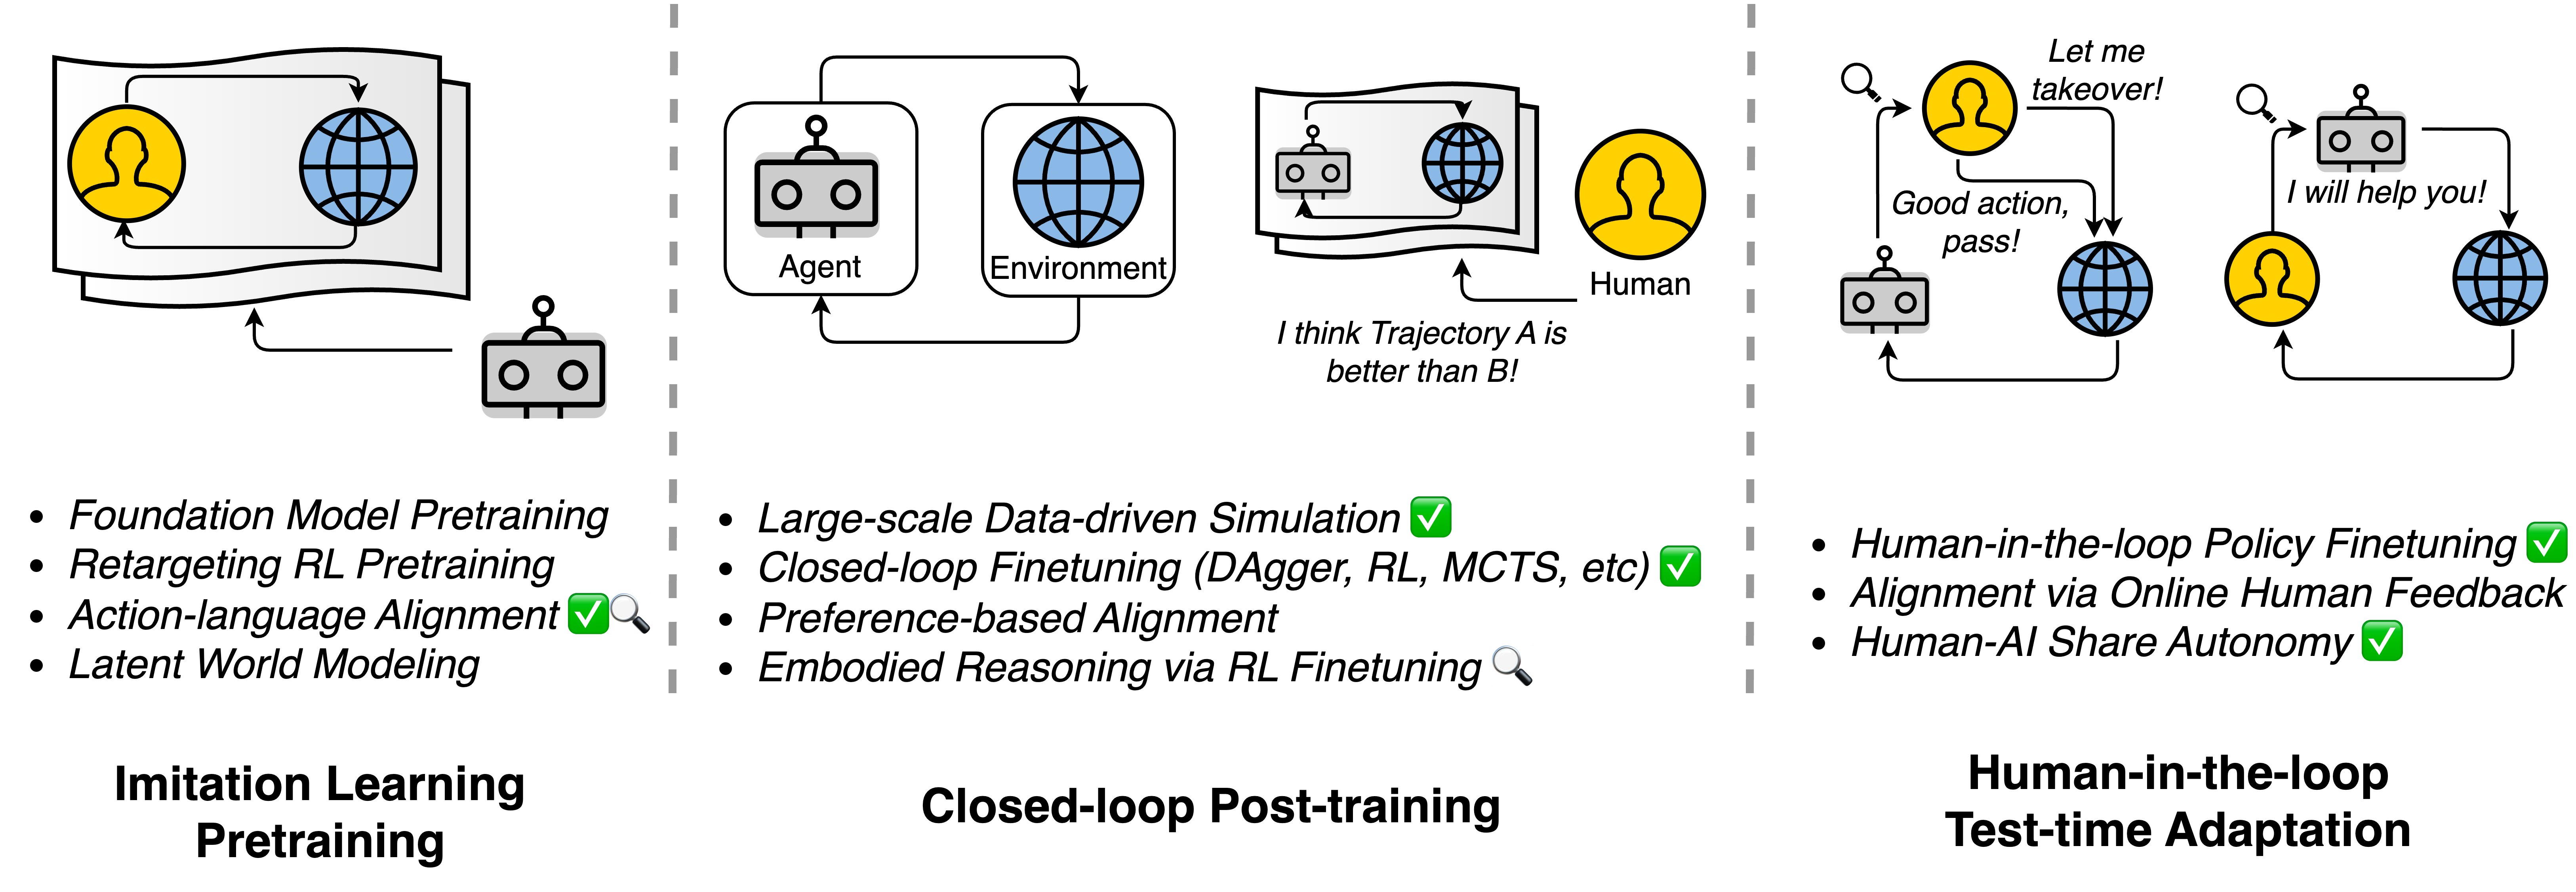 Agent
Environment
Human
I think Trajectory A is
better than B!
Let me
takeover!
Good action,
pass!
I will help you!
• Foundation Model Pretraining
• Retargeting RL Pretraining
• Action-language Alignment ✅🔍
• Latent World Modeling
• Large-scale Data-driven Simulation ✅
• Closed-loop Finetuning (DAgger, RL, MCTS, etc) ✅
• Preference-based Alignment
• Embodied Reasoning via RL Finetuning 🔍
• Human-in-the-loop Policy Finetuning ✅
• Alignment via Online Human Feedback
• Human-AI Share Autonomy ✅
Imitation Learning
Pretraining
Closed-loop Post-training
Human-in-the-loop
Test-time Adaptation